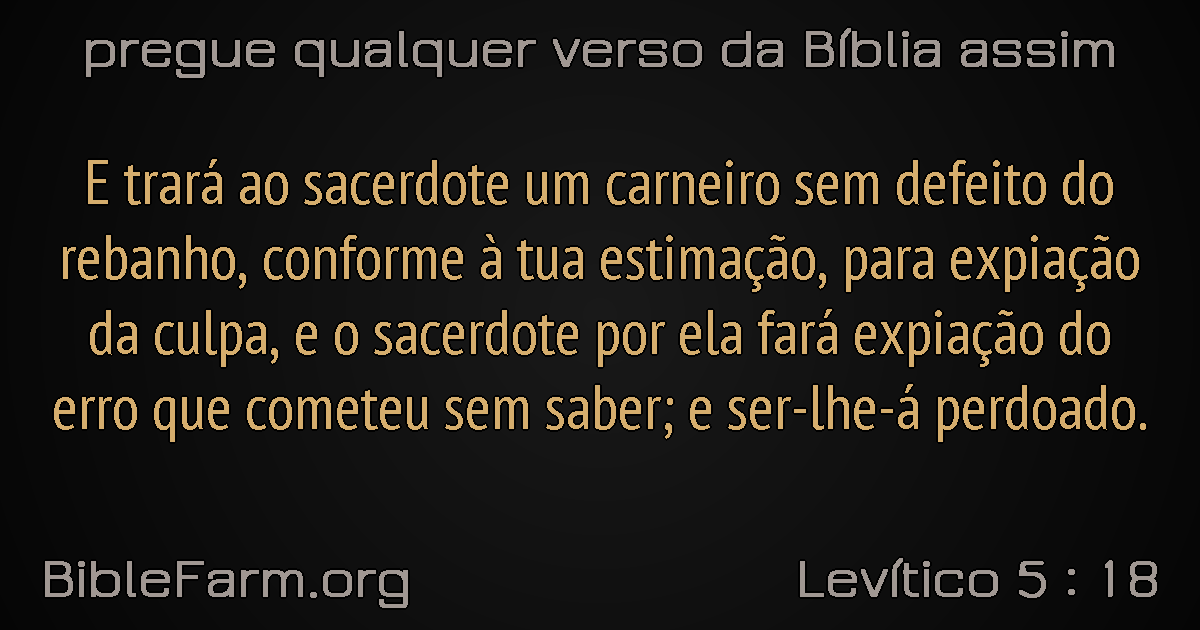 pregue qualquer verso da Bíblia assim
E trará ao sacerdote um carneiro sem defeito do
rebanho, conforme à tua estimação, para expiação
da culpa, e o sacerdote por ela fará expiação do
erro que cometeu sem saber; e ser-lhe-á perdoado.
BibleFarm.org
Levítico 5 : 18